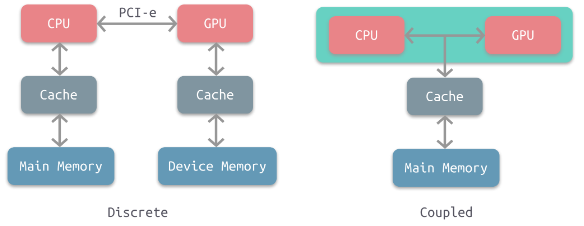 PCI-e
CPU
GPU
Cache
Cache
Main Memory
Device Memory
Discrete
CPU
GPU
Cache
Main Memory
Coupled